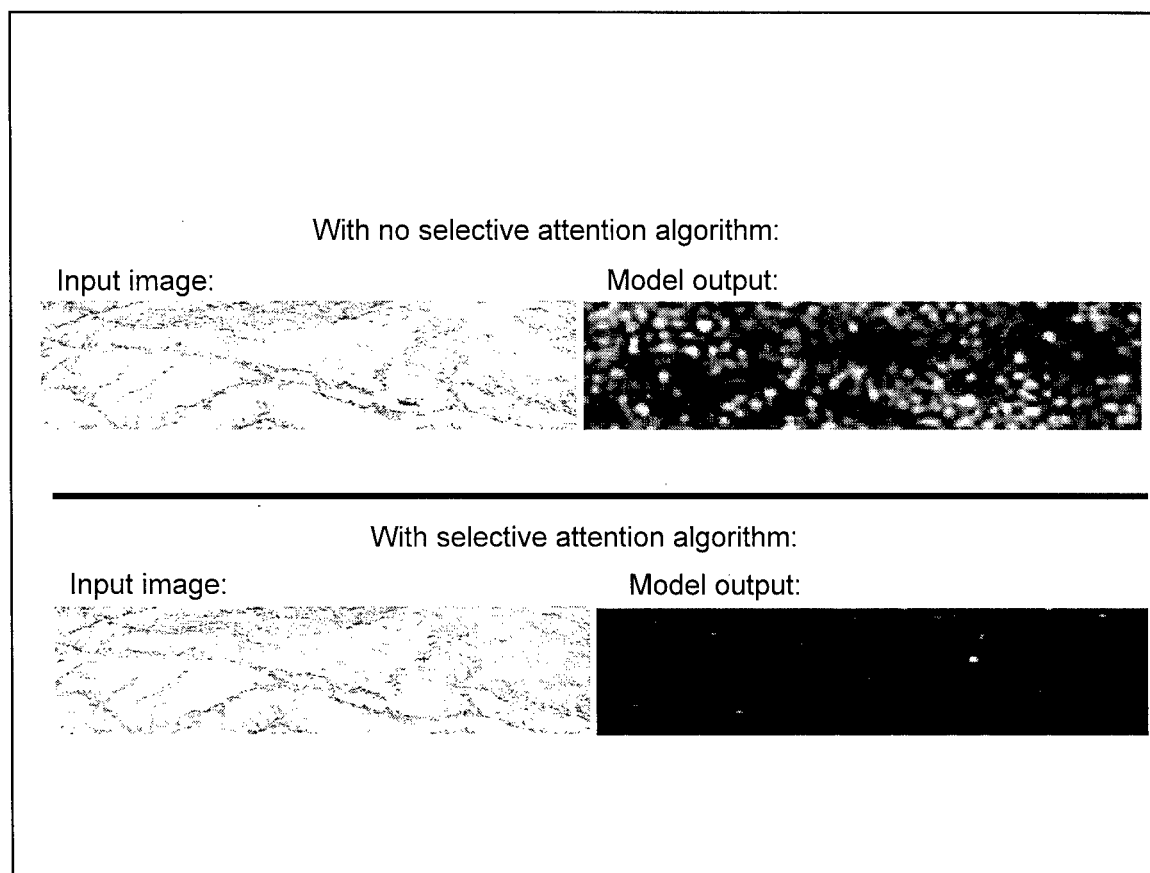 With no selective attention algorithm:
Input image:
Model output:
With selective attention algorithm:
Input image:
Model output: